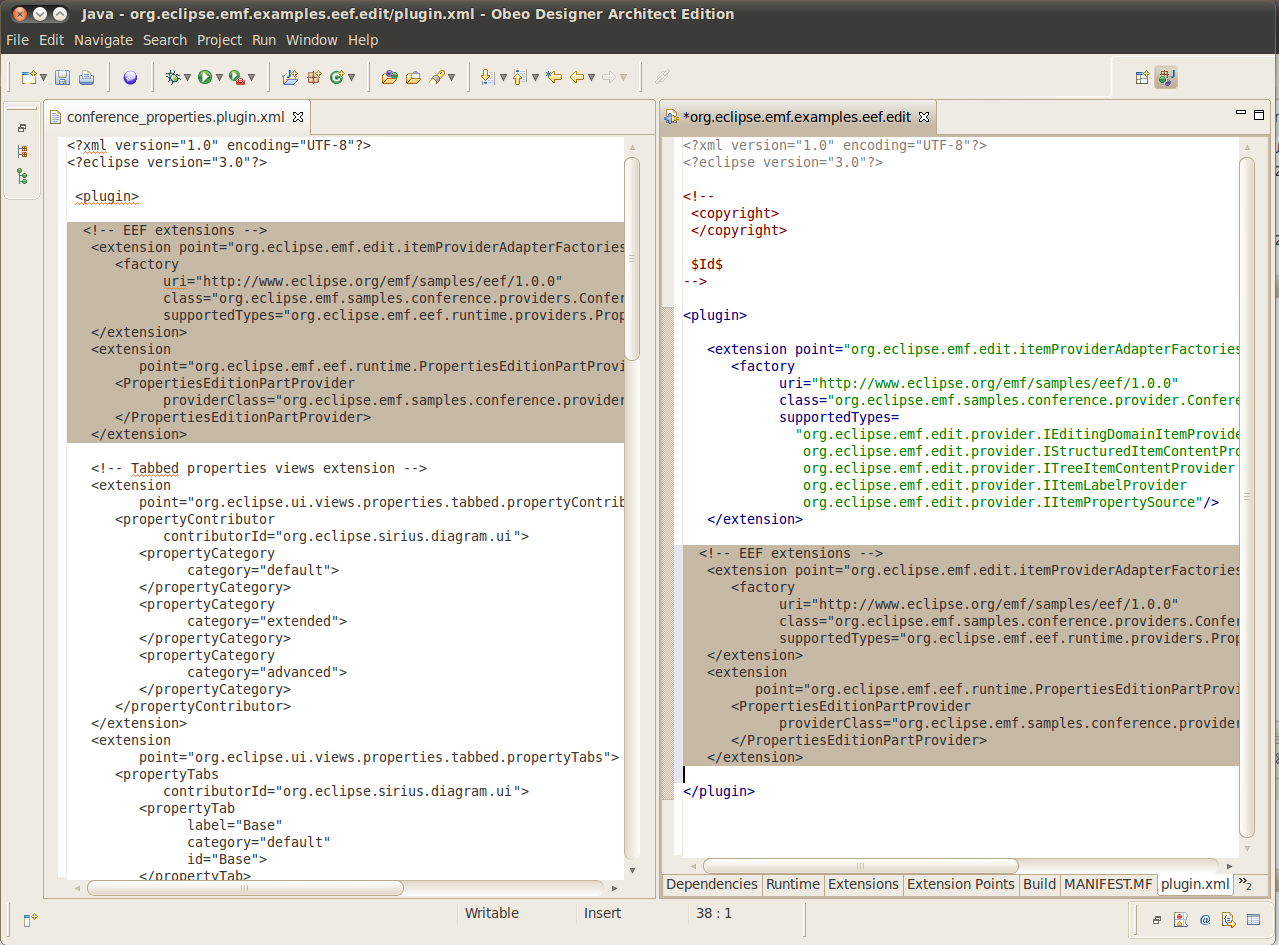 Java - org.eclipse.emf.examples.eef.edit/plugin.xml - Obeo Designer Architect Edition
File Edit Navigate Search Project Run Window Help
conference_properties.plugin.xml
<?xml version="1.0" encoding="UTF-8"?>
<?eclipse version="3.0"?>
<plugin>
<!-- EEF extensions -->
<extension point="org.eclipse.emf.edit.itemProviderAdapterFactories
<factory
uri="http://www.eclipse.org/emf/samples/eef/1.0.0"
class="org.eclipse.emf.samples.conference.providers.Confer
supportedTypes="org.eclipse.emf.eef.runtime.providers.Prop
</extension>
<extension
point="org.eclipse.emf.eef.runtime.PropertiesEditionPartProvi
<PropertiesEditionPartProvider
providerClass="org.eclipse.emf.samples.conference.provider
</PropertiesEditionPartProvider>
</extension>
<!-- Tabbed properties views extension -->
<extension
point="org.eclipse.ui.views.properties.tabbed.propertyContrib
<propertyContributor
contributorId="org.eclipse.sirius.diagram.ui">
<propertyCategory
category="default">
</propertyCategory>
<propertyCategory
category="extended">
</propertyCategory>
<propertyCategory
category="advanced">
</propertyCategory>
</propertyContributor>
</extension>
<extension
point="org.eclipse.ui.views.properties.tabbed.propertyTabs">
<propertyTabs
contributorId="org.eclipse.sirius.diagram.ui">
<propertyTab
label="Base"
category="default"
id="Base">
</propertyTab>
*org.eclipse.emf.examples.eef.edit
<?xml version="1.0" encoding="UTF-8"?>
<?eclipse version="3.0"?>
<!--
<copyright>
</copyright>
$Id$
-->
<plugin>
<extension point="org.eclipse.emf.edit.itemProviderAdapterFactories
<factory
uri="http://www.eclipse.org/emf/samples/eef/1.0.0"
class="org.eclipse.emf.samples.conference.provider.Confere
supportedTypes=
"org.eclipse.emf.edit.provider.IEditingDomainItemProvide
org.eclipse.emf.edit.provider.IStructuredItemContentPro
org.eclipse.emf.edit.provider.ITreeItemContentProvider
org.eclipse.emf.edit.provider.IItemLabelProvider
org.eclipse.emf.edit.provider.IItemPropertySource"/>
</extension>
<!-- EEF extensions -->
<extension point="org.eclipse.emf.edit.itemProviderAdapterFactories
<factory
uri="http://www.eclipse.org/emf/samples/eef/1.0.0"
class="org.eclipse.emf.samples.conference.providers.Confer
supportedTypes="org.eclipse.emf.eef.runtime.providers.Prop
</extension>
<extension
point="org.eclipse.emf.eef.runtime.PropertiesEditionPartProvi
<PropertiesEditionPartProvider
providerClass="org.eclipse.emf.samples.conference.provider
</PropertiesEditionPartProvider>
</extension>
</plugin>
Dependencies Runtime Extensions Extension Points Build MANIFEST.MF plugin.xml »2
Writable Insert 38 : 1